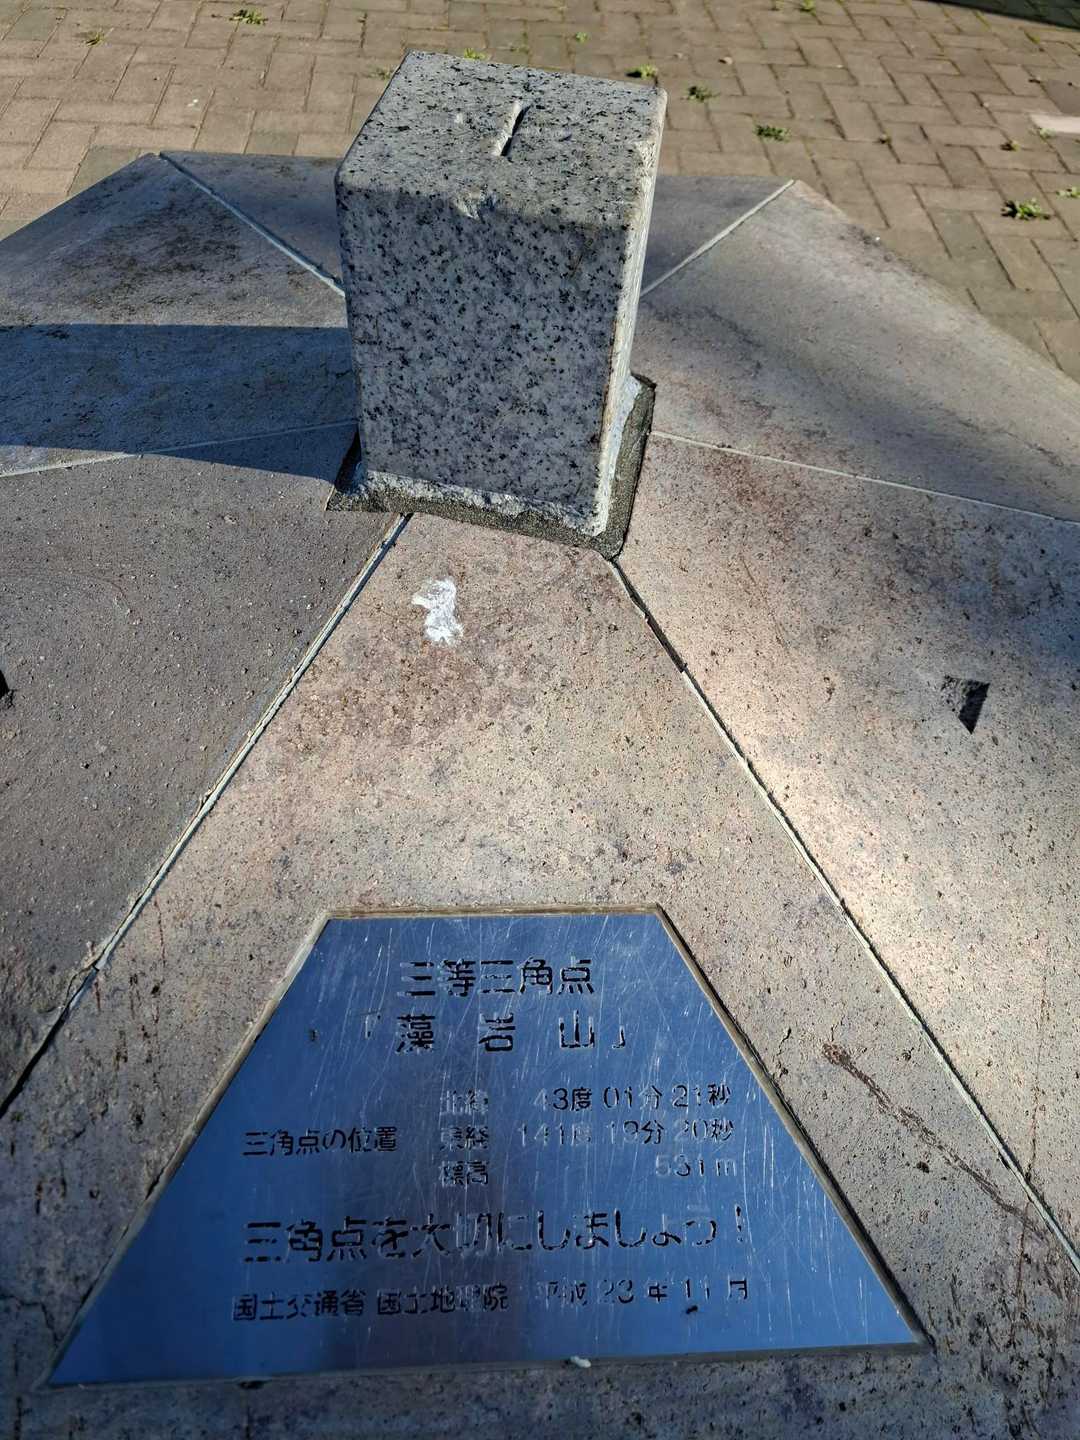 三等三角点
「藻岩山」
北緯 43度 01分 21秒
三角点の位置 東経 141度 19分 20秒
標高 531m
三角点を大切にしましょう!
国土交通省 国土地理院 平成 23年 11月